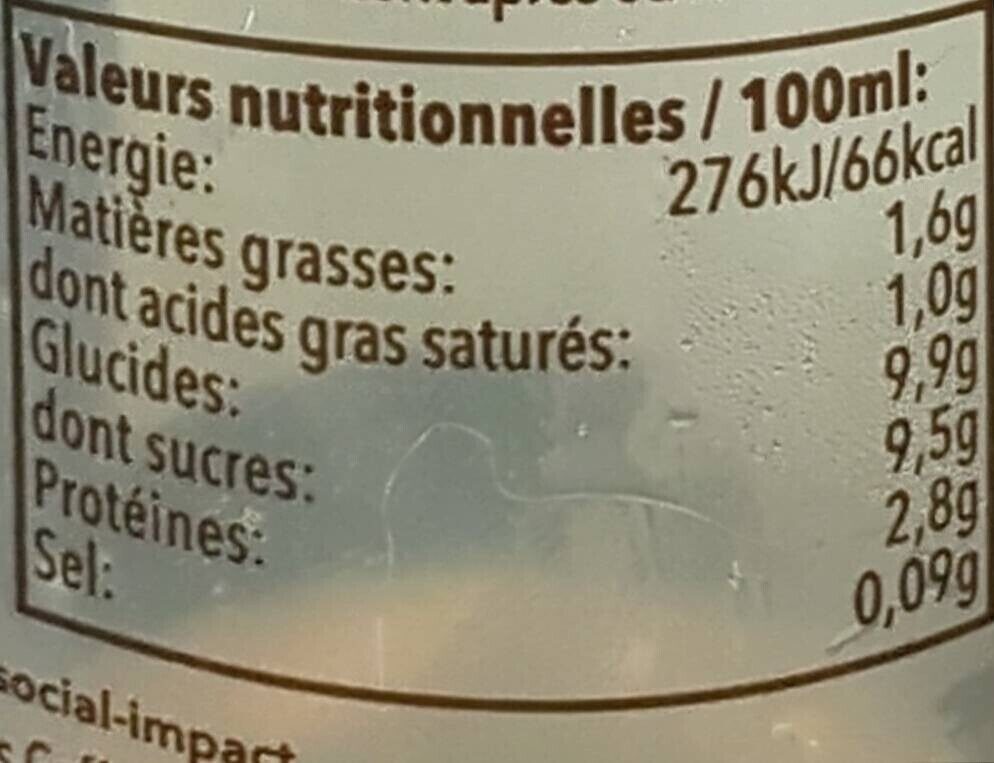 Valeurs nutritionnelles / 100ml:
Energie: 276kJ/66kcal
Matières grasses: 1,6g
dont acides gras saturés: 1,0g
Glucides: 9,9g
dont sucres: 9,5g
Protéines: 2,8g
Sel: 0,09g
social-impact